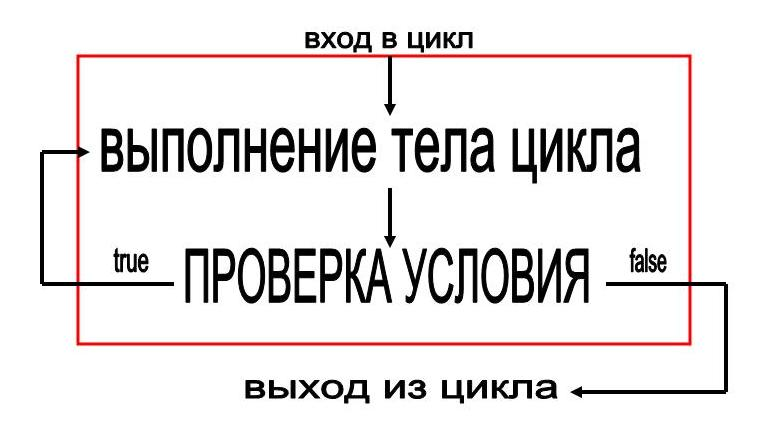 вход в цикл
выполнение тела цикла
true
ПРОВЕРКА УСЛОВИЯ
false
выход из цикла